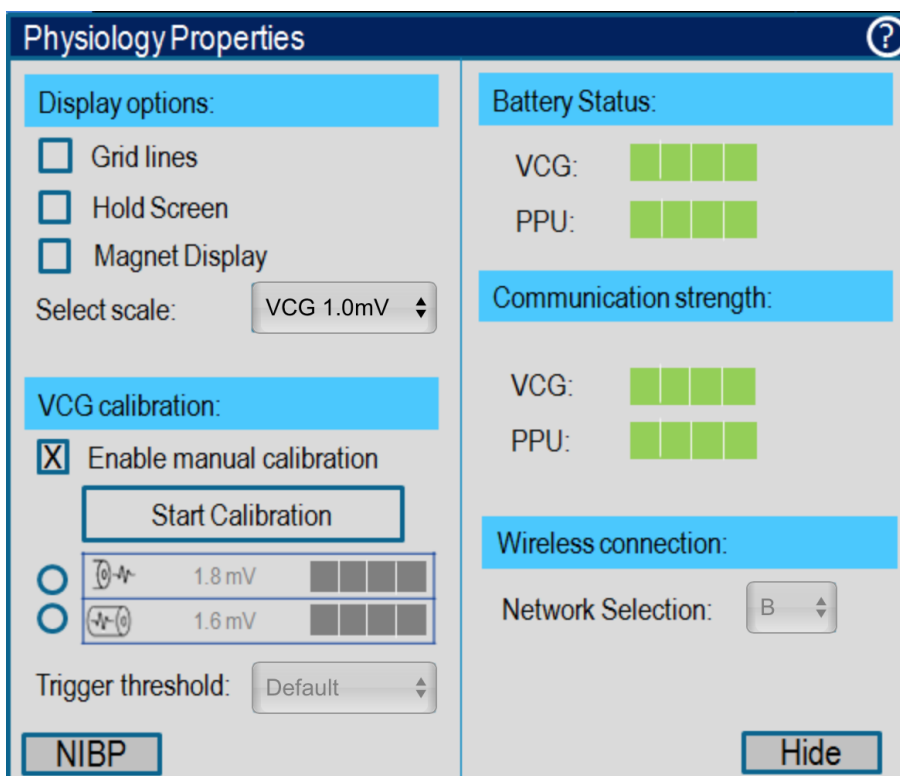 Physiology Properties
?
Display options:
Grid lines
Hold Screen
Magnet Display
Select scale: VCG 1.0mV
VCG calibration:
X Enable manual calibration
Start Calibration
1.8 mV
1.6 mV
Trigger threshold: Default
NIBP
Battery Status:
VCG:
PPU:
Communication strength:
VCG:
PPU:
Wireless connection:
Network Selection: B
Hide